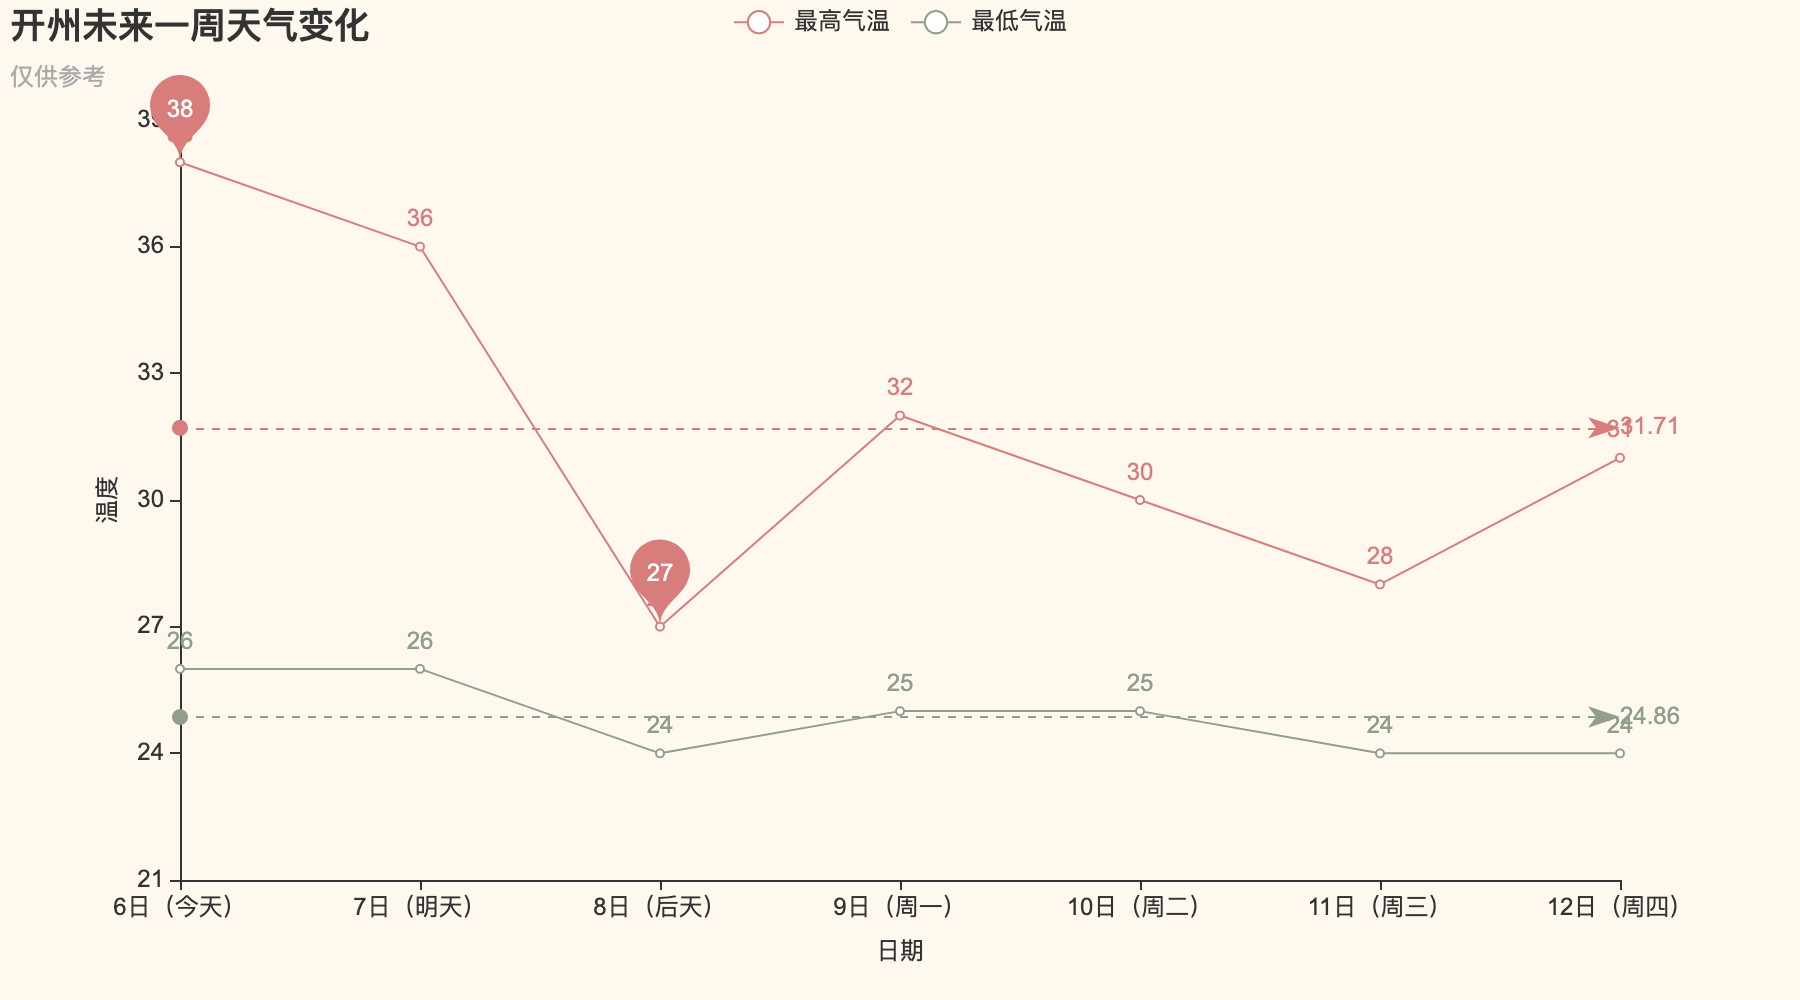 开州未来一周天气变化
仅供参考
最高气温
最低气温
温度
36
33
30
27
24
21
38
36
27
32
30
28
31
31.71
26
26
24
25
25
24
24
24.86
6日（今天）
7日（明天）
8日（后天）
9日（周一）
10日（周二）
11日（周三）
12日（周四）
日期